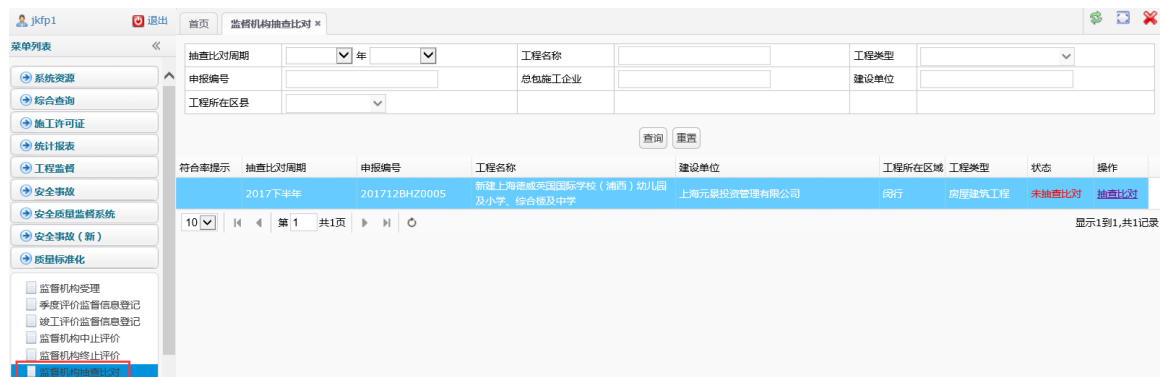 jkfp1 退出 首页 监督机构抽查比对 ×
菜单列表 «
抽查比对周期 年 工程名称 工程类型
申报编号 总包施工企业 建设单位
工程所在区县
查询 重置
系统资源
综合查询
施工许可证
统计报表
工程监督
安全事故
安全质量监督系统
安全事故(新)
质量标准化
监督机构受理
季度评价监督信息登记
竣工评价监督信息登记
监督机构中止评价
监督机构终止评价
监督机构抽查比对
符合率提示 抽查比对周期 申报编号 工程名称 建设单位 工程所在区域 工程类型 状态 操作
2017下半年 201712BHZ0005 新建上海德威英国国际学校(浦西)幼儿园 上海元景投资管理有限公司 闵行 房屋建筑工程 未抽查比对 抽查比对
及小学、综合楼及中学
10 第 1 共1页 显示1到1,共1记录